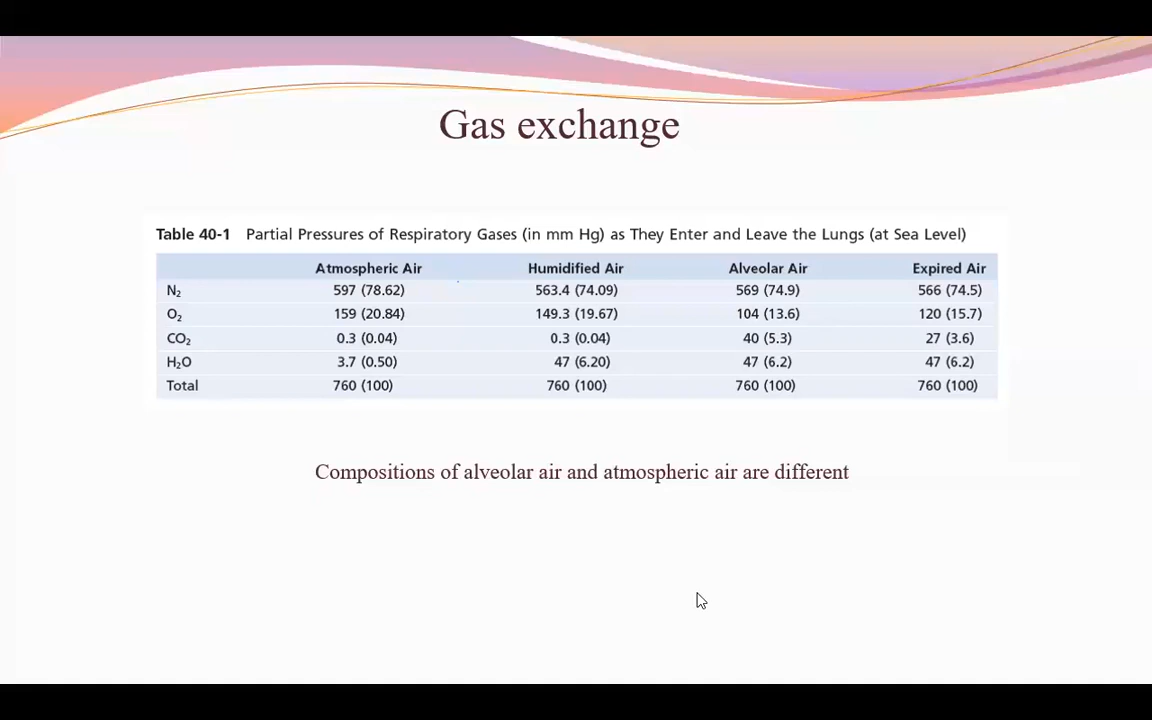 Gas exchange
Table 40-1 Partial Pressures of Respiratory Gases (in mm Hg) as They Enter and Leave the Lungs (at Sea Level)
Atmospheric Air Humidified Air Alveolar Air Expired Air
N₂ 597 (78.62) 563.4 (74.09) 569 (74.9) 566 (74.5)
O₂ 159 (20.84) 149.3 (19.67) 104 (13.6) 120 (15.7)
CO₂ 0.3 (0.04) 0.3 (0.04) 40 (5.3) 27 (3.6)
H₂O 3.7 (0.50) 47 (6.20) 47 (6.2) 47 (6.2)
Total 760 (100) 760 (100) 760 (100) 760 (100)
Compositions of alveolar air and atmospheric air are different